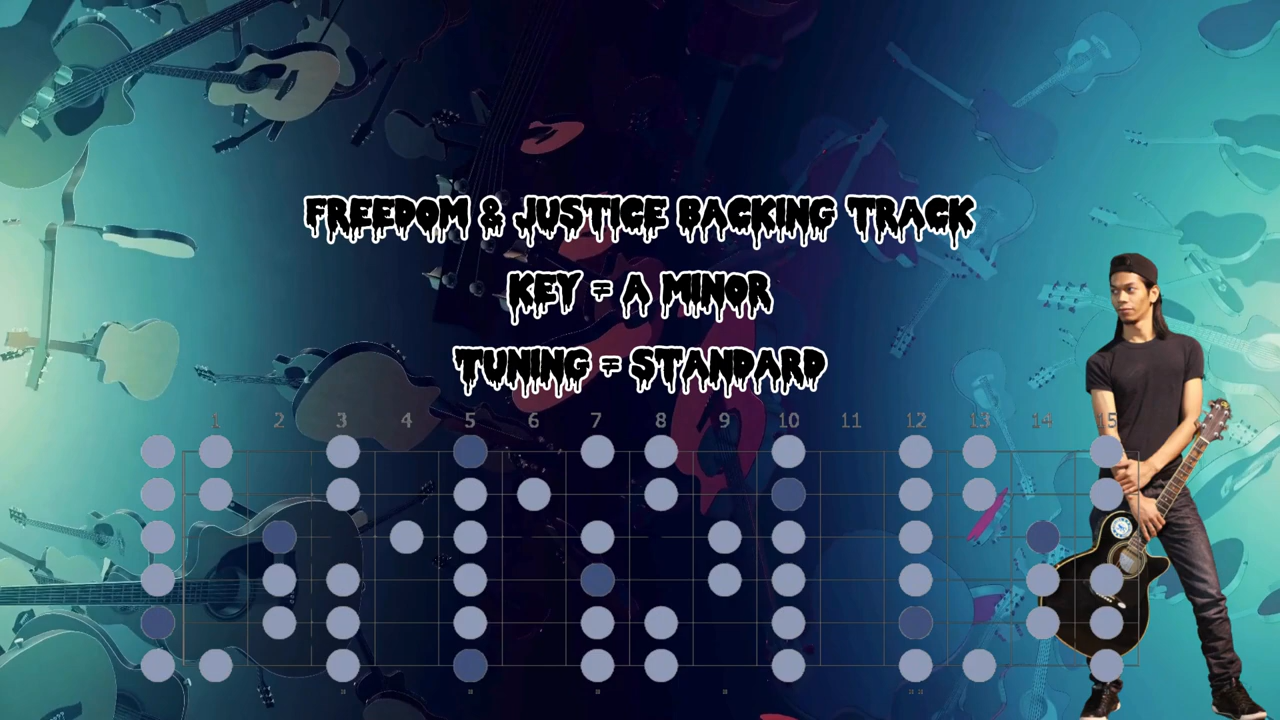 FREEDOM & JUSTICE BACKING TRACK
KEY = A MINOR
TUNING = STANDARD
1 2 3 4 5 6 7 8 9 10 11 12 13 14 15